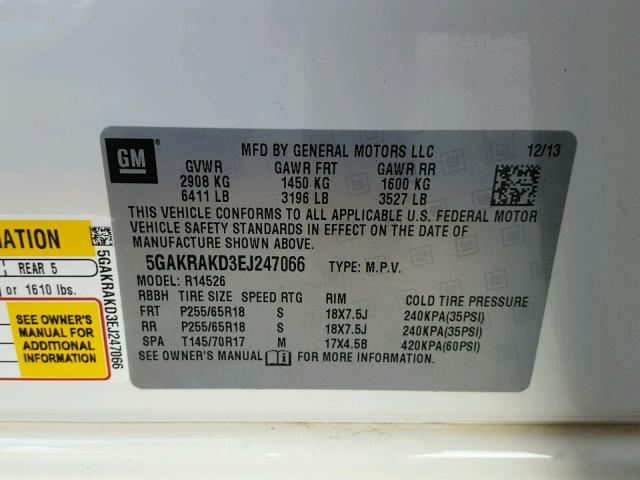 GM ®
MFD BY GENERAL MOTORS LLC 12/13
GVWR GAWR FRT GAWR RR
2908 KG 1450 KG 1600 KG
6411 LB 3196 LB 3527 LB
THIS VEHICLE CONFORMS TO ALL APPLICABLE U.S. FEDERAL MOTOR
VEHICLE SAFETY STANDARDS IN EFFECT ON THE DATE OF
MANUFACTURE SHOWN ABOVE.
5GAKRAKD3EJ247066 TYPE: M.P.V.
MODEL: R14526
RBBH TIRE SIZE SPEED RTG RIM COLD TIRE PRESSURE
FRT P255/65R18 S 18X7.5J 240KPA(35PSI)
RR P255/65R18 S 18X7.5J 240KPA(35PSI)
SPA T145/70R17 M 17X4.5B 420KPA(60PSI)
SEE OWNER'S MANUAL FOR MORE INFORMATION.
MATION
REAR 5
or 1610 lbs.
SEE OWNER'S
MANUAL FOR
ADDITIONAL
INFORMATION
5GAKRAKD3EJ247066